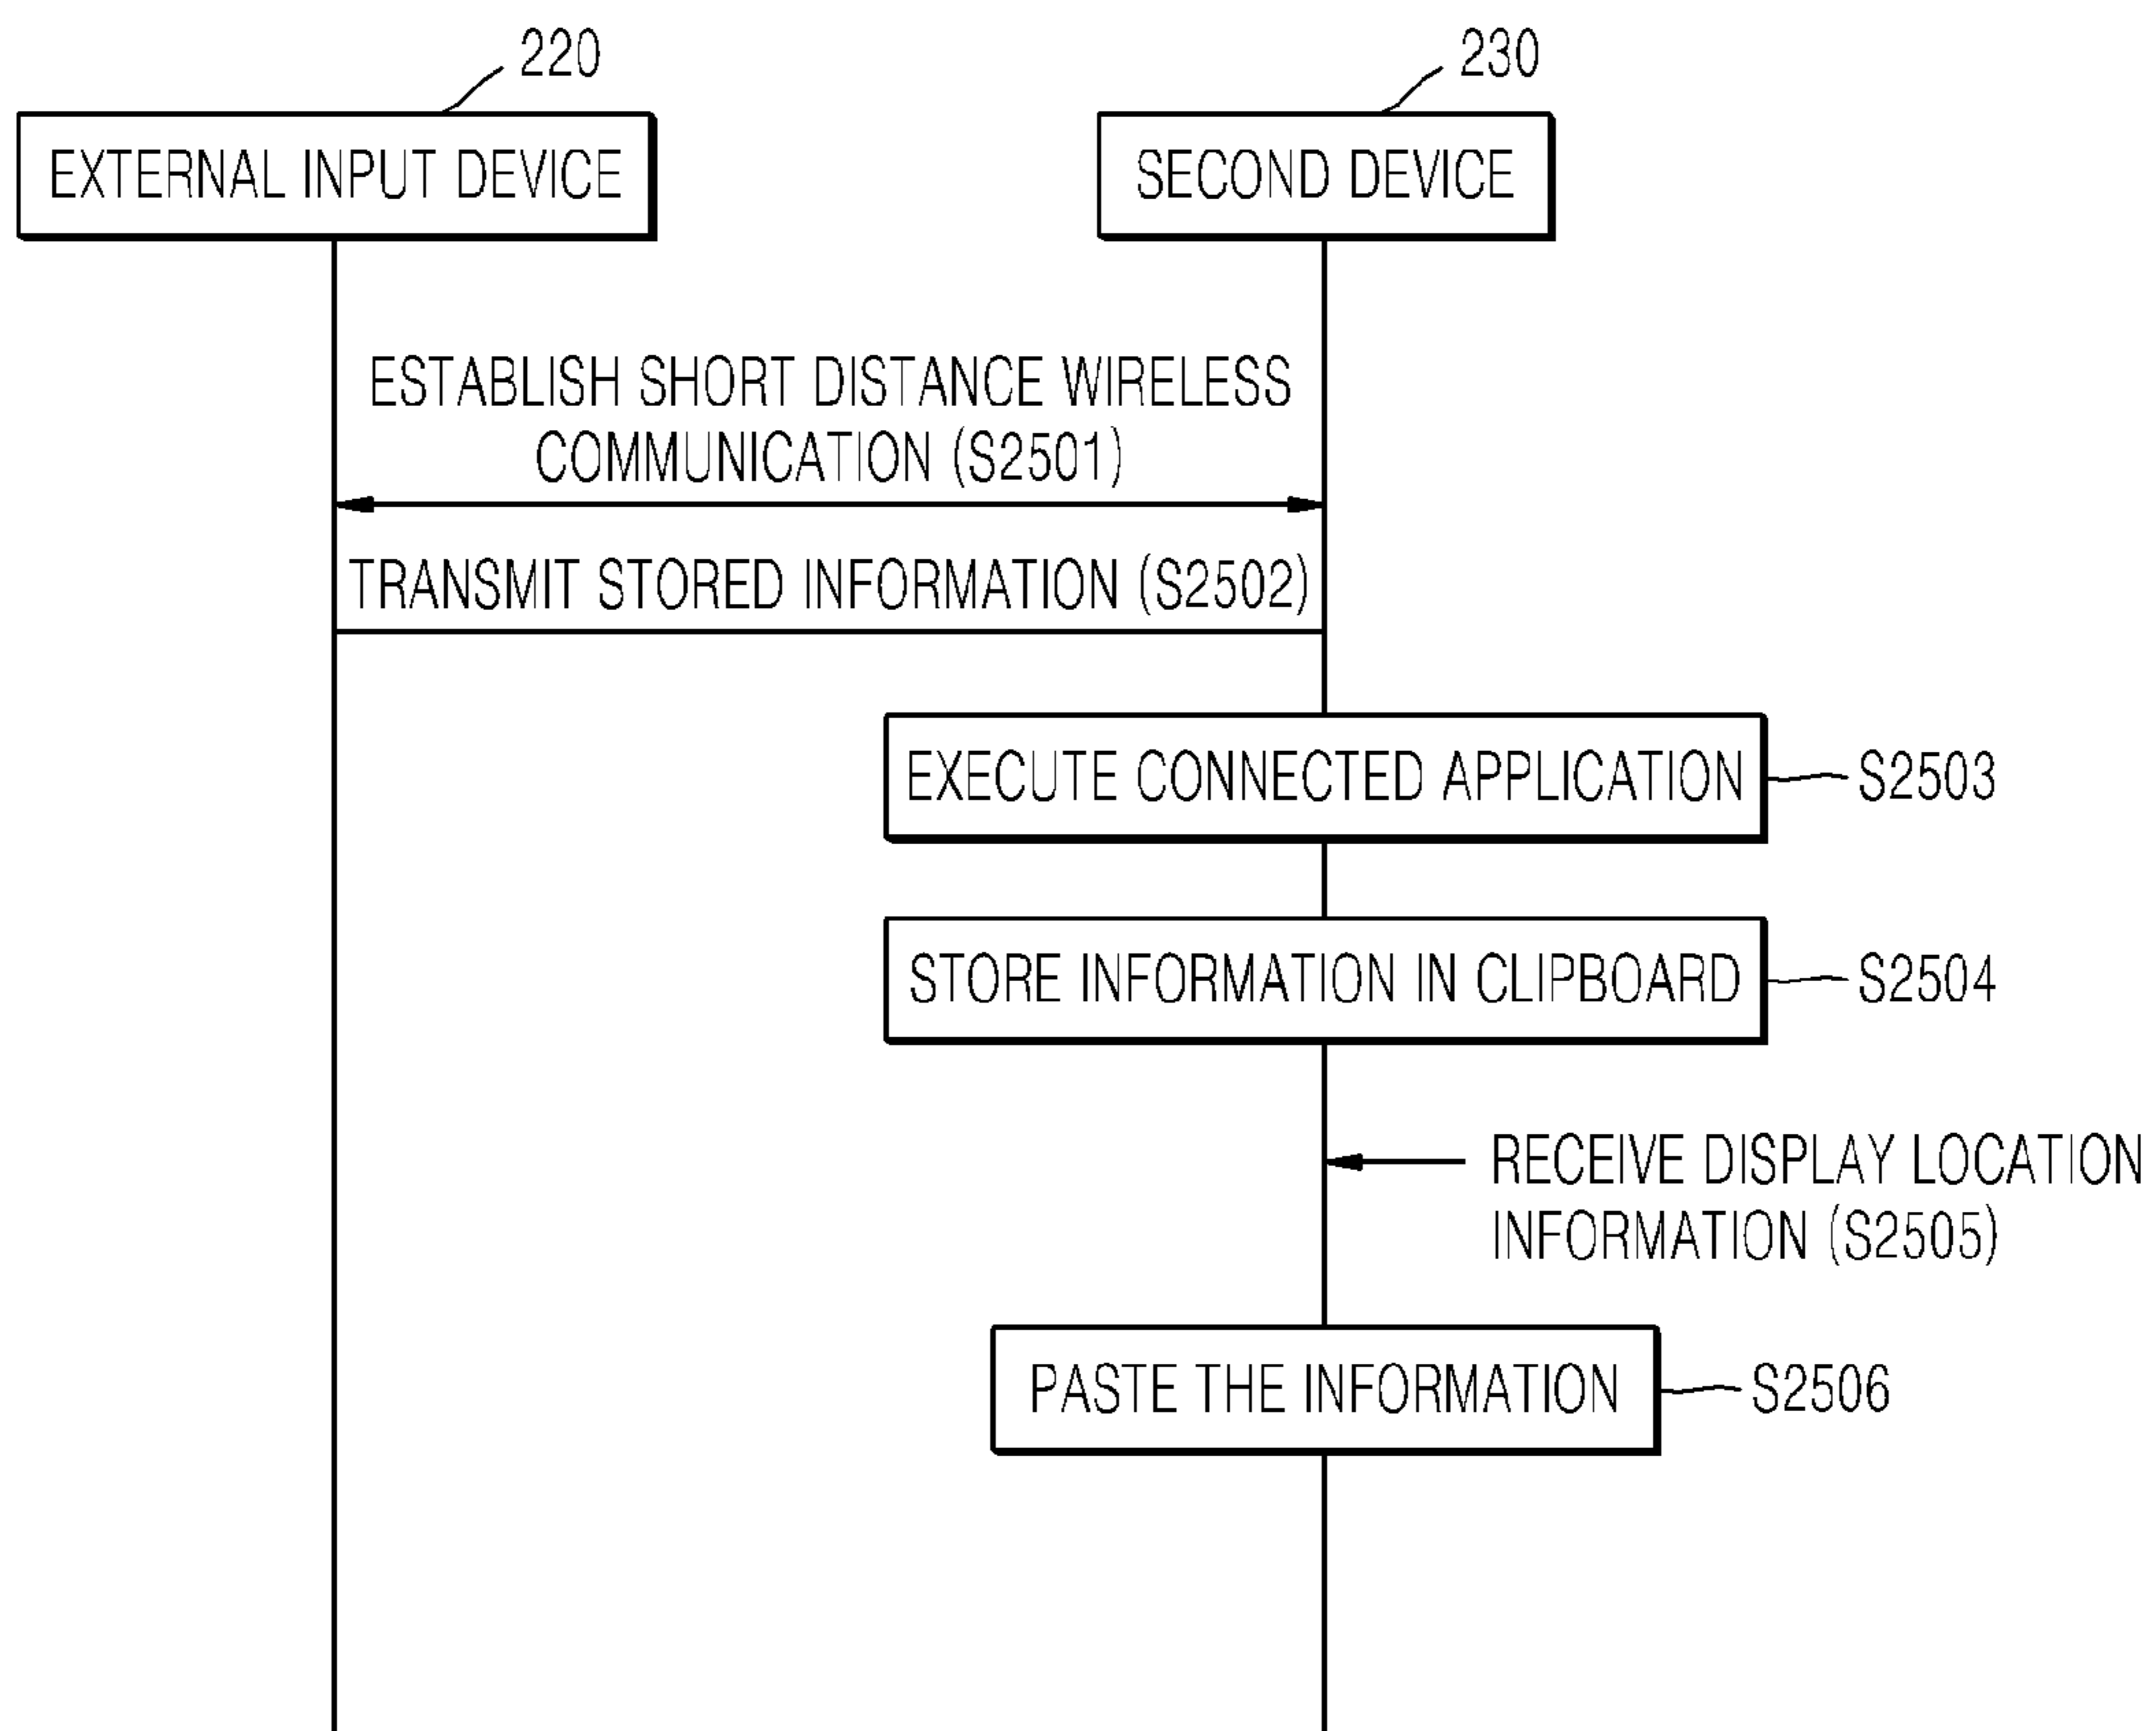 220
230
EXTERNAL INPUT DEVICE
SECOND DEVICE
ESTABLISH SHORT DISTANCE WIRELESS
COMMUNICATION (S2501)
TRANSMIT STORED INFORMATION (S2502)
EXECUTE CONNECTED APPLICATION
S2503
STORE INFORMATION IN CLIPBOARD
S2504
RECEIVE DISPLAY LOCATION
INFORMATION (S2505)
PASTE THE INFORMATION
S2506